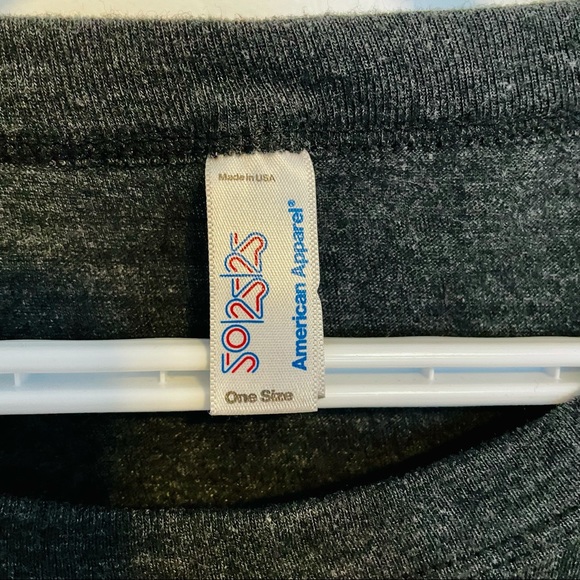 Made in USA
50|25|25
American Apparel®
One Size